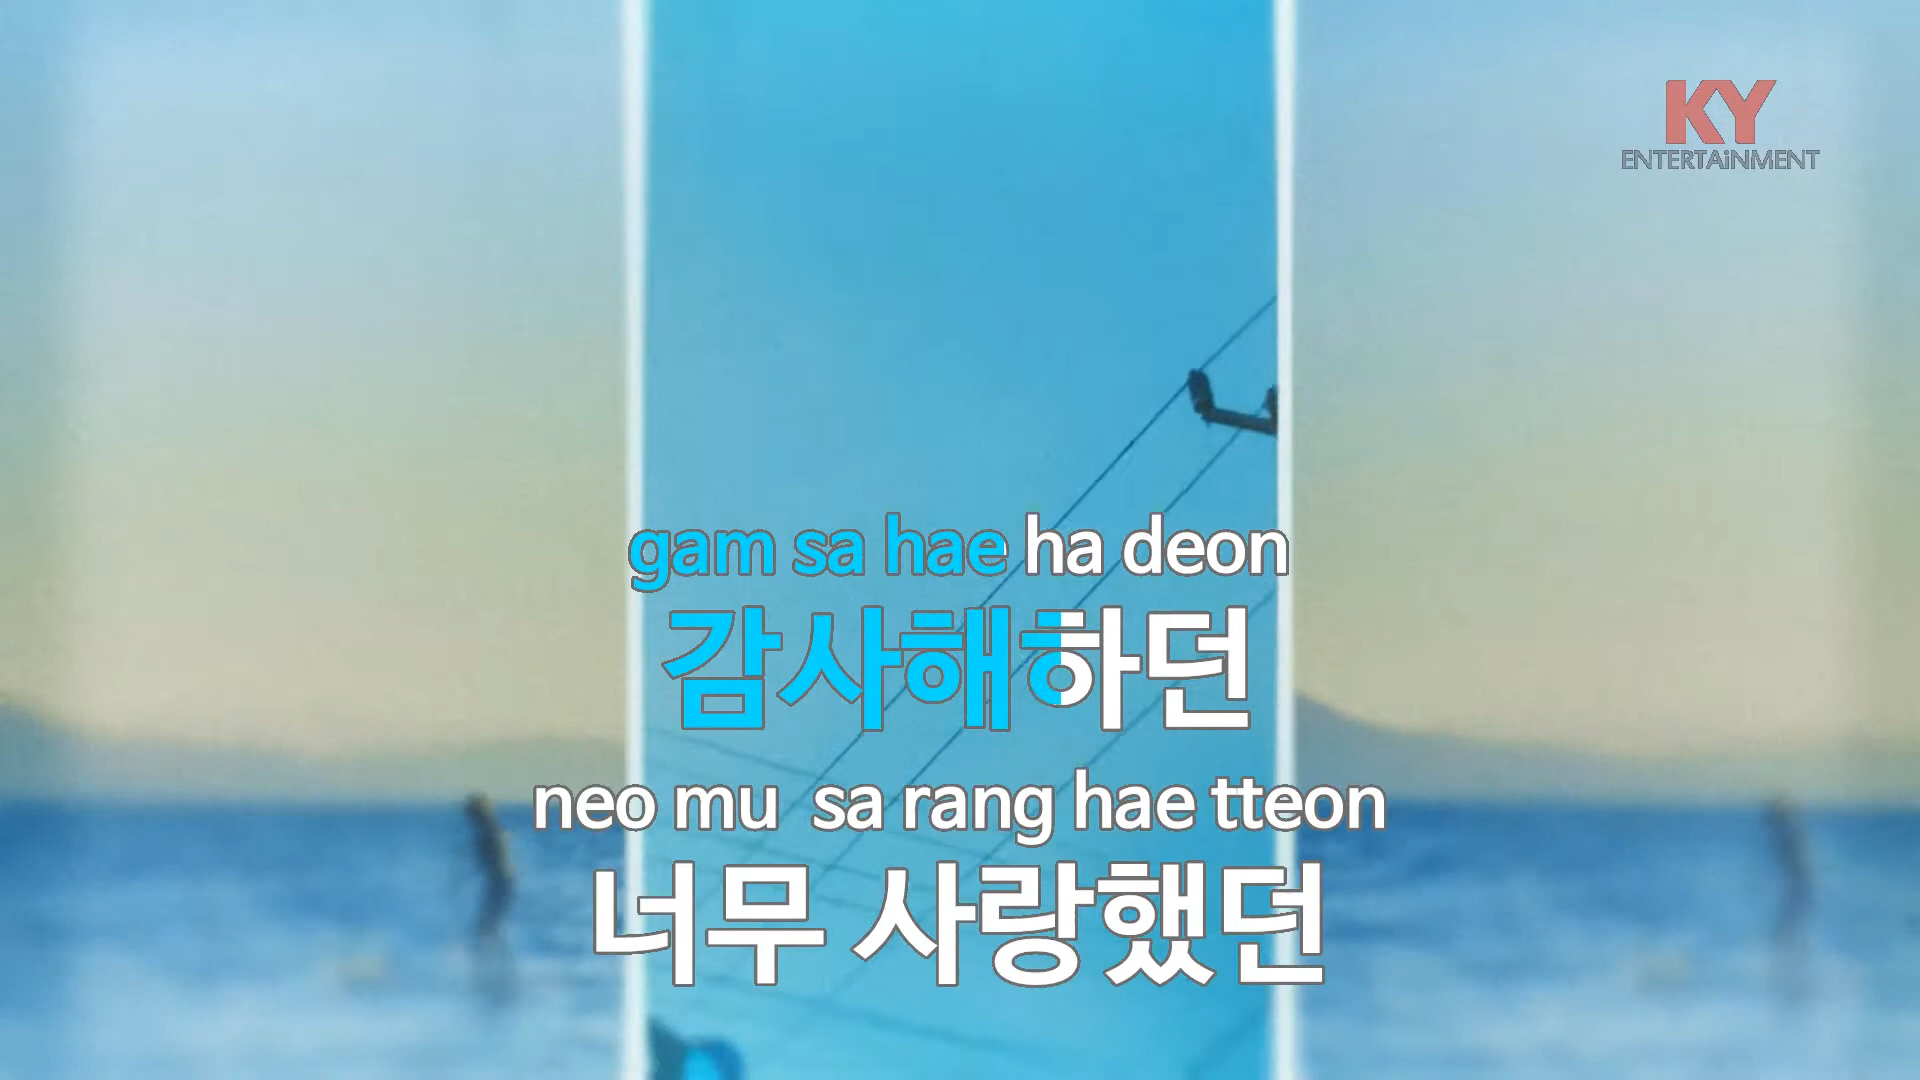 KY
ENTERTAiNMENT
gam sa hae ha deon
감사해하던
neo mu sa rang hae tteon
너무 사랑했던